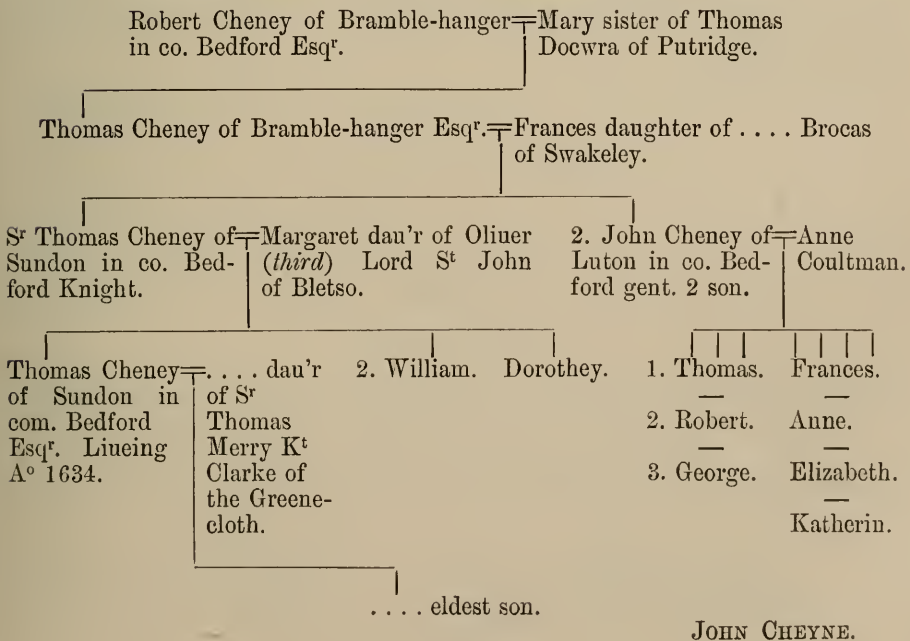 Robert Cheney of Bramble-hanger=Mary sister of Thomas
in co. Bedford Esqr. Docwra of Putridge.
Thomas Cheney of Bramble-hanger Esqr.=Frances daughter of . . . . Brocas
of Swakeley.
Sr Thomas Cheney of=Margaret dau'r of Oliuer 2. John Cheney of=Anne
Sundon in co. Bed- (third) Lord St John Luton in co. Bed- Coultman.
ford Knight. of Bletso. ford gent. 2 son.
Thomas Cheney=. . . . dau'r 2. William. Dorothey. 1. Thomas. Frances.
of Sundon in of Sr
com. Bedford Thomas 2. Robert. Anne.
Esqr. Liueing Merry Kt
Ao 1634. Clarke of 3. George. Elizabeth.
the Greene-
cloth. Katherin.
. . . . eldest son.
JOHN CHEYNE.